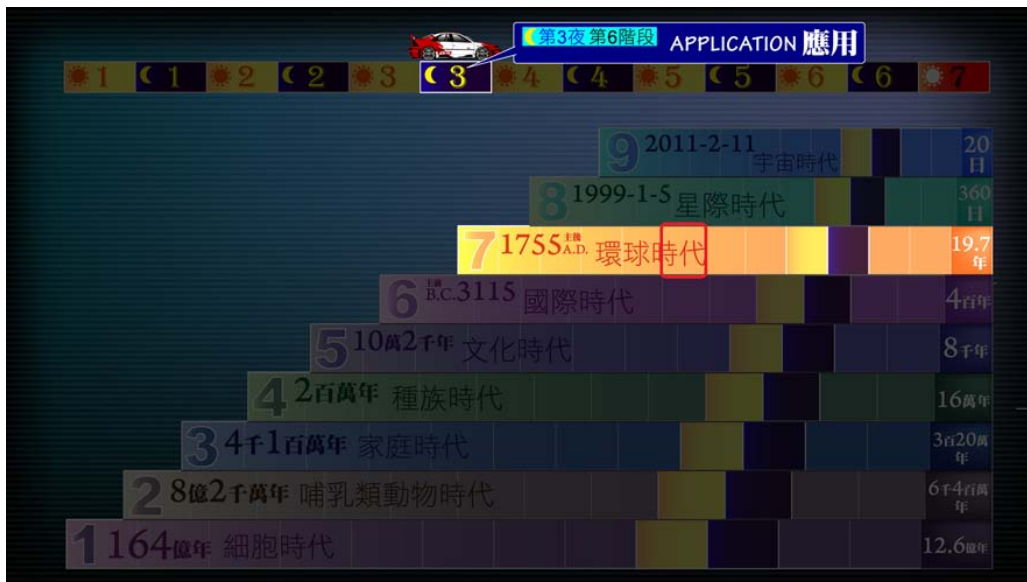 第3夜 第6階段 APPLICATION 應用
1 1 2 2 3 3 4 4 5 5 6 6 7
9 2011-2-11 宇宙時代 20日
8 1999-1-5 星際時代 360日
7 1755 主後 A.D. 環球時代 19.7年
6 主前 B.C.3115 國際時代 4百年
5 10萬2千年 文化時代 8千年
4 2百萬年 種族時代 16萬年
3 4千1百萬年 家庭時代 3百20萬年
2 8億2千萬年 哺乳類動物時代 6千4百萬年
1 164億年 細胞時代 12.6億年